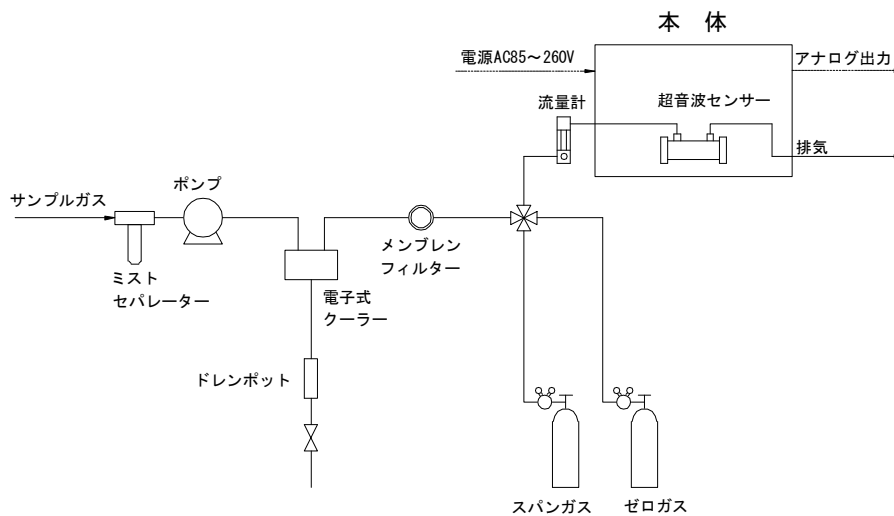 本 体
電源AC85～260V
アナログ出力
流量計
超音波センサー
排気
サンプルガス
ポンプ
ミスト
セパレーター
メンブレン
フィルター
電子式
クーラー
ドレンポット
スパンガス
ゼロガス